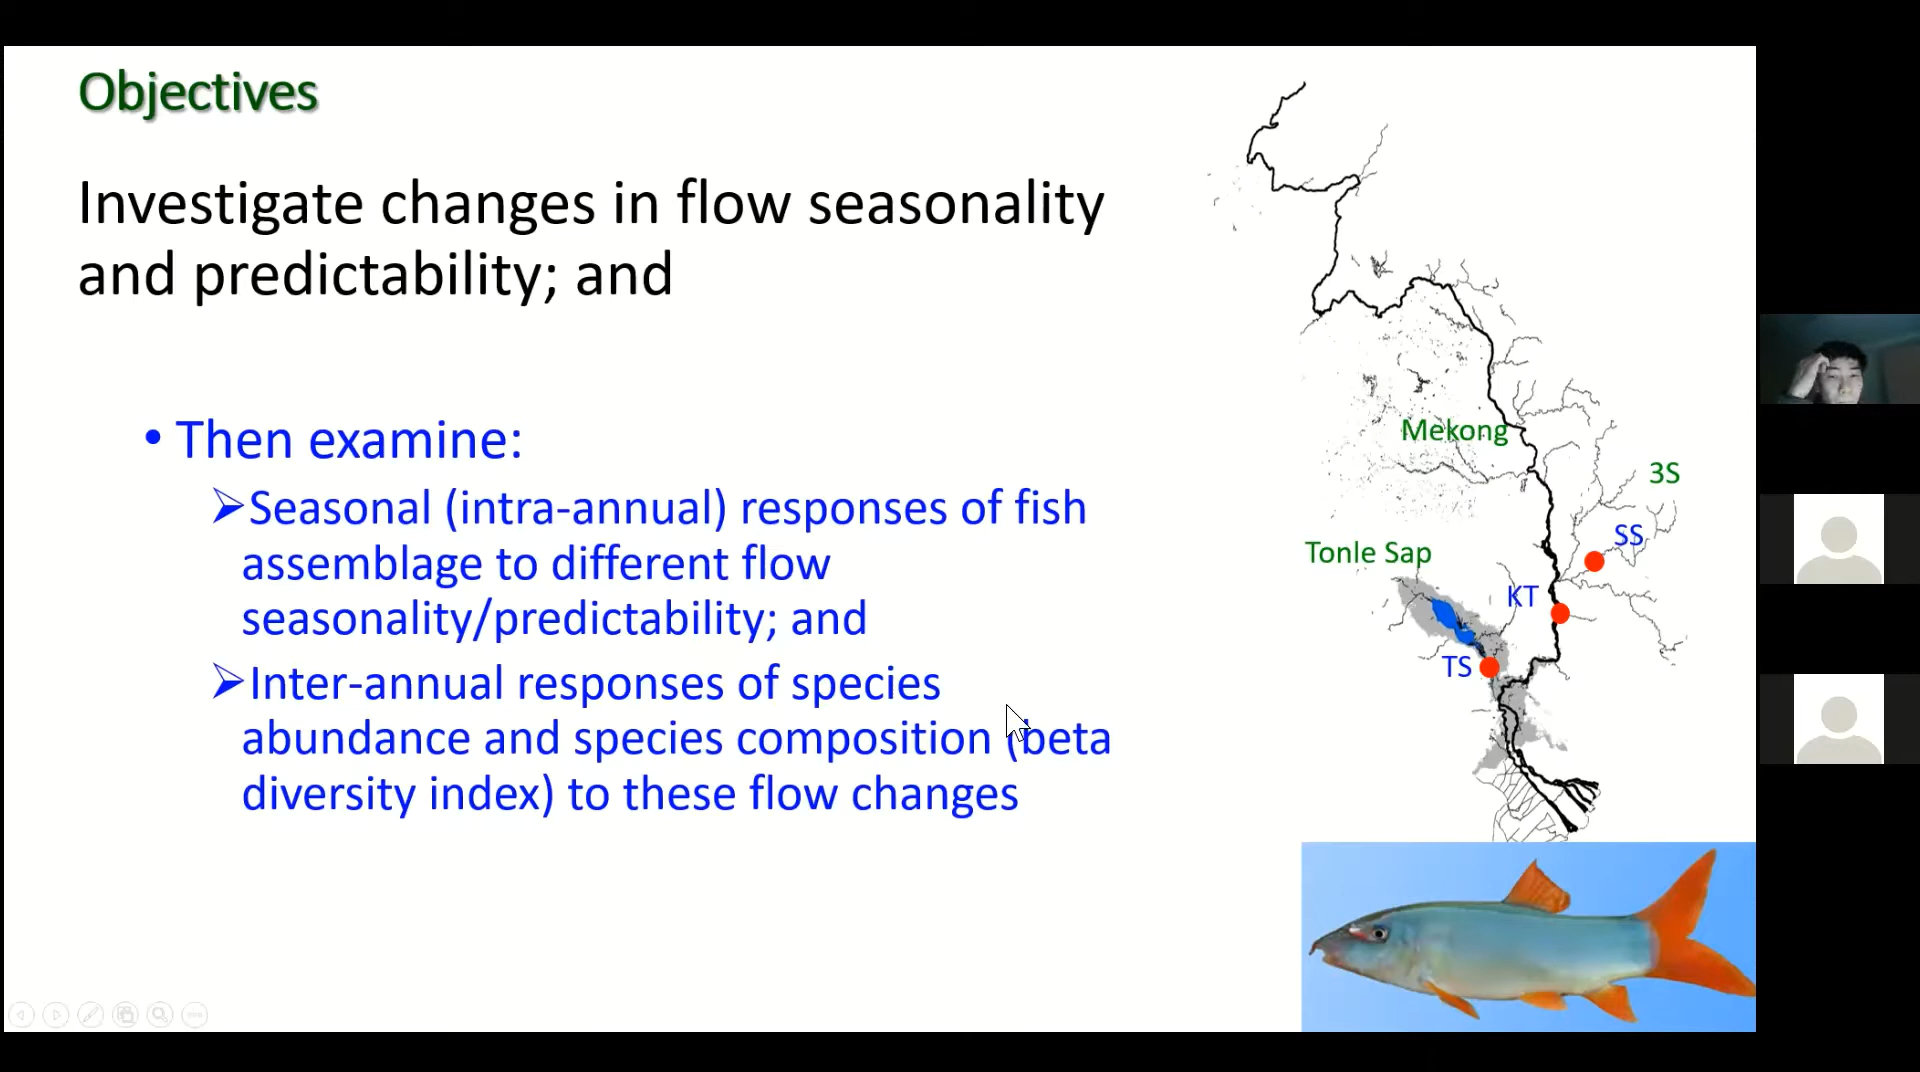 Objectives
Investigate changes in flow seasonality
and predictability; and
• Then examine:
➢Seasonal (intra-annual) responses of fish
assemblage to different flow
seasonality/predictability; and
➢Inter-annual responses of species
abundance and species composition (beta
diversity index) to these flow changes
Mekong
3S
SS
Tonle Sap
KT
TS